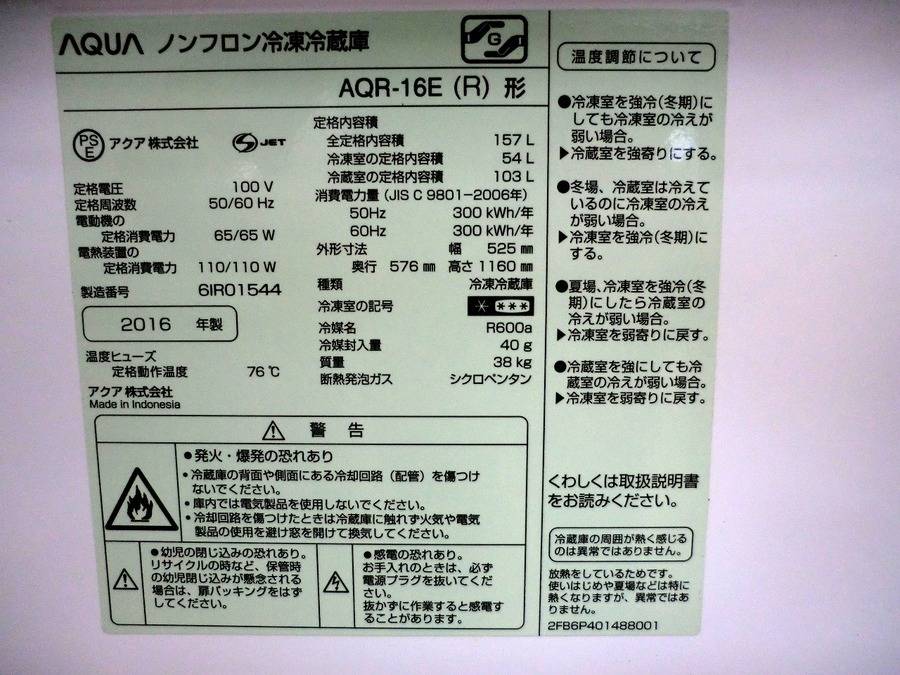 AQUA ノンフロン冷凍冷蔵庫
G
AQR-16E (R) 形
PS
E
アクア 株式会社
S JET
定格電圧 100 V
定格周波数 50/60 Hz
電動機の
定格消費電力 65/65 W
電熱装置の
定格消費電力 110/110 W
製造番号 6IR01544
2016 年製
温度ヒューズ
定格動作温度 76 ℃
アクア 株式会社
Made in Indonesia
定格内容積
全定格内容積 157 L
冷凍室の定格内容積 54 L
冷蔵室の定格内容積 103 L
消費電力量 (JIS C 9801-2006年)
50Hz 300 kWh/年
60Hz 300 kWh/年
外形寸法 幅 525 mm
奥行 576 mm 高さ 1160 mm
種類 冷凍冷蔵庫
冷凍室の記号 * ***
冷媒名 R600a
冷媒封入量 40 g
質量 38 kg
断熱発泡ガス シクロペンタン
⚠ 警告
●発火・爆発の恐れあり
・冷蔵庫の背面や側面にある冷却回路(配管)を傷つけ
ないでください。
・庫内では電気製品を使用しないでください。
・冷却回路を傷つけたときは冷蔵庫に触れず火気や電気
製品の使用を避け窓を開けて換気してください。
●幼児の閉じ込みの恐れあり。
リサイクルの時など、保管時
の幼児閉じ込みが懸念される
場合は、扉パッキングをはず
してください。
●感電の恐れあり。
お手入れのときは、必ず
電源プラグを抜いてくだ
さい。
抜かずに作業すると感電す
ることがあります。
温度調節について
●冷凍室を強冷(冬期)に
しても冷凍室の冷えが
弱い場合。
▶冷蔵室を強寄りにする。
●冬場、冷蔵室は冷えて
いるのに冷凍室の冷え
が弱い場合。
▶冷凍室を強冷(冬期)に
する。
●夏場、冷凍室を強冷(冬
期)にしたら冷蔵室の
冷えが弱い場合。
▶冷凍室を弱寄りに戻す。
●冷蔵室を強にしても冷
蔵室の冷えが弱い場合。
▶冷凍室を弱寄りに戻す。
くわしくは取扱説明書
をお読みください。
冷蔵庫の周囲が熱く感じる
のは異常ではありません。
放熱をしているためです。
使いはじめや夏場などは特に
熱くなりますが、異常ではあ
りません。
2FB6P401488001